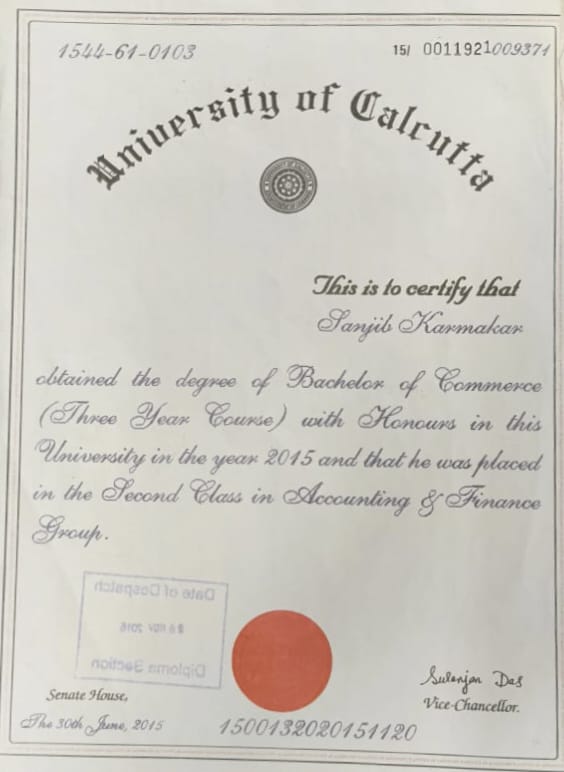 1544-61-0103
15/ 0011921009371
University of Calcutta
This is to certify that
Sanjib Karmakar
obtained the degree of Bachelor of Commerce
(Three Year Course) with Honours in this
University in the year 2015 and that he was placed
in the Second Class in Accounting & Finance
Group.
Date of Despatch
NOV 2016
Diploma Section
Senate House,
The 30th June, 2015
1500132020151120
Suranjan Das
Vice-Chancellor.